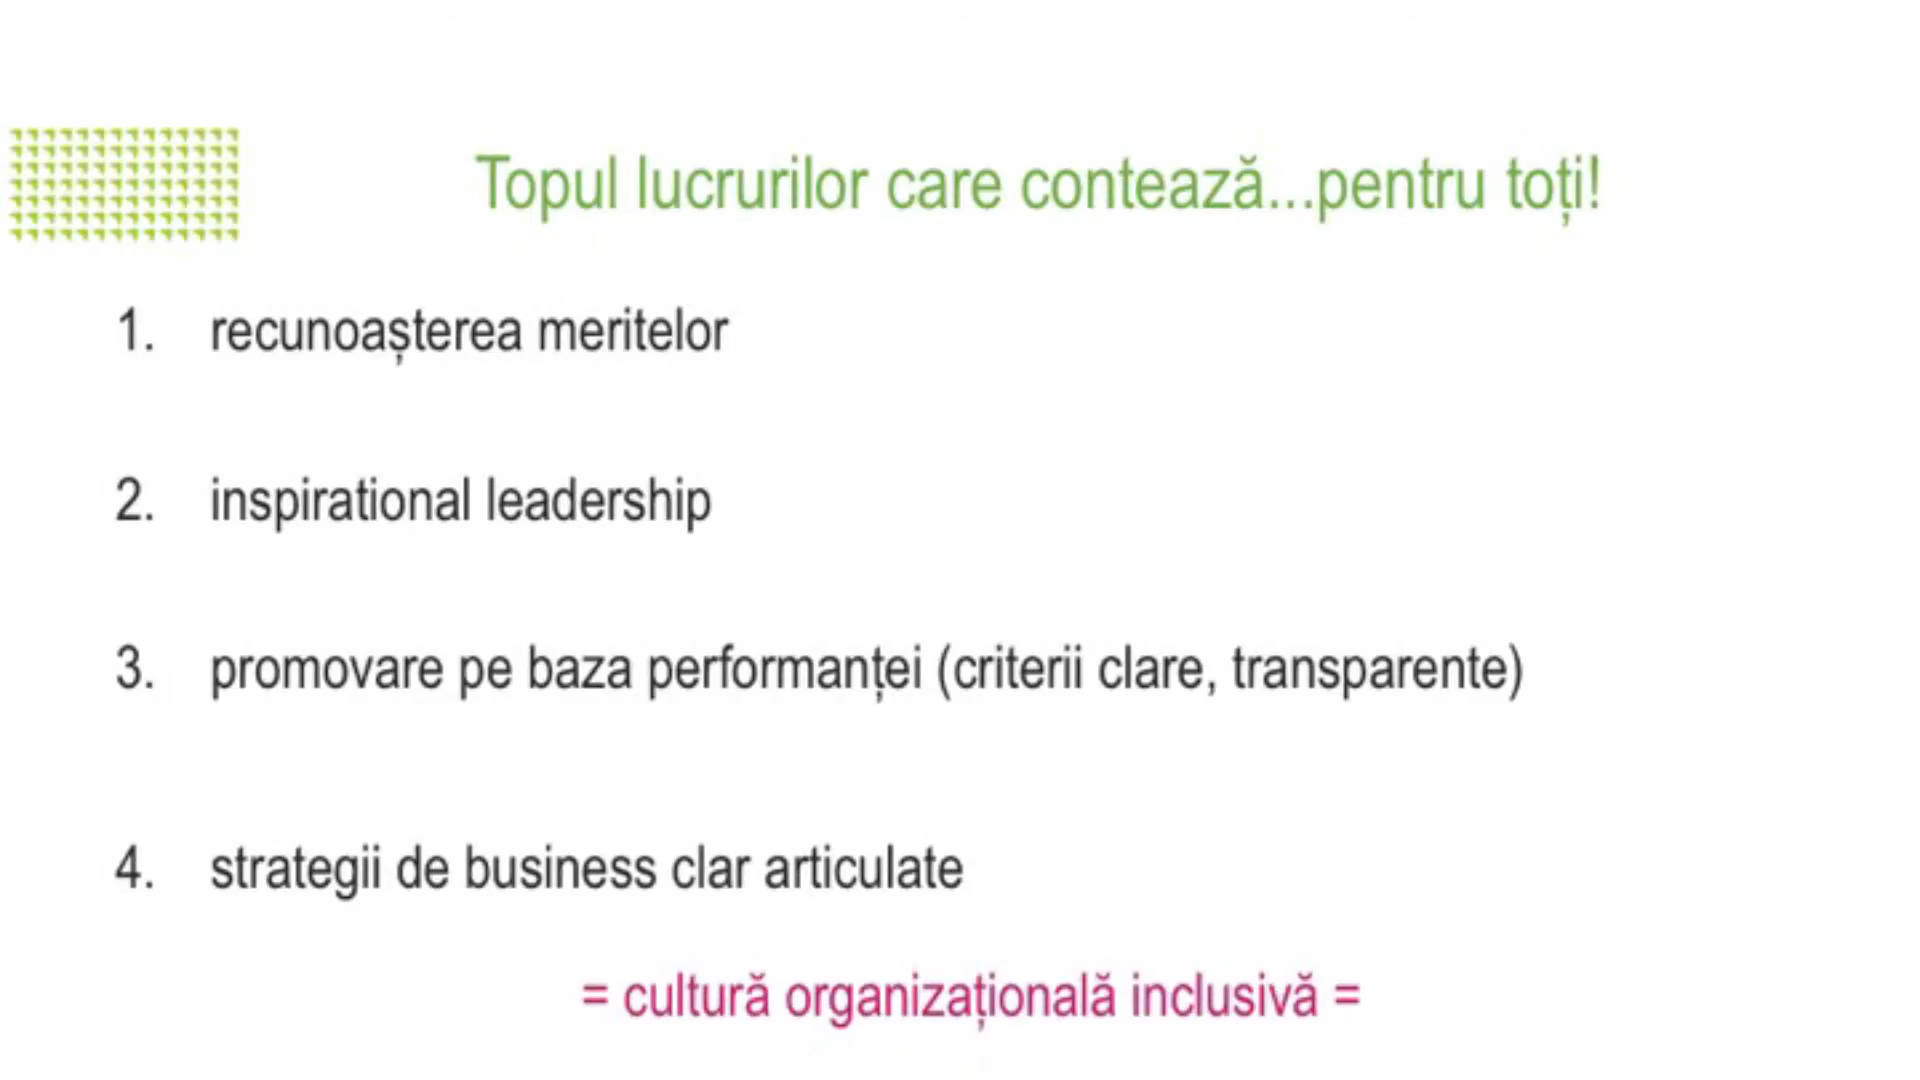 Topul lucrurilor care contează...pentru toți!
1. recunoașterea meritelor
2. inspirational leadership
3. promovare pe baza performanței (criterii clare, transparente)
4. strategii de business clar articulate
= cultură organizațională inclusivă =